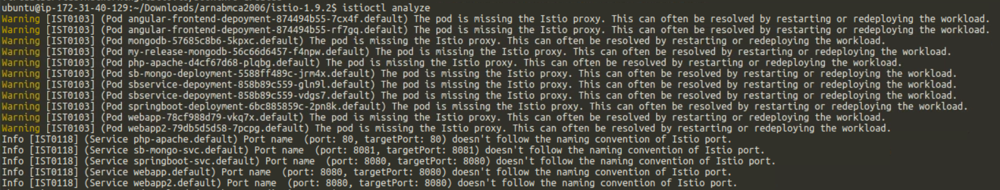 ubuntu@ip-172-31-40-129:~/Downloads/arnabmca2006/istio-1.9.2$ istioctl analyze
Warning [IST0103] (Pod angular-frontend-depoyment-874494b55-7cx4f.default) The pod is missing the Istio proxy. This can often be resolved by restarting or redeploying the workload.
Warning [IST0103] (Pod angular-frontend-depoyment-874494b55-rf7gq.default) The pod is missing the Istio proxy. This can often be resolved by restarting or redeploying the workload.
Warning [IST0103] (Pod mongodb-57685c8b6-5kpxc.default) The pod is missing the Istio proxy. This can often be resolved by restarting or redeploying the workload.
Warning [IST0103] (Pod my-release-mongodb-56c66d6457-f4npw.default) The pod is missing the Istio proxy. This can often be resolved by restarting or redeploying the workload.
Warning [IST0103] (Pod php-apache-d4cf67d68-plqbg.default) The pod is missing the Istio proxy. This can often be resolved by restarting or redeploying the workload.
Warning [IST0103] (Pod sb-mongo-deployment-5588ff489c-jrm4x.default) The pod is missing the Istio proxy. This can often be resolved by restarting or redeploying the workload.
Warning [IST0103] (Pod sbservice-depoyment-858b89c559-gln9l.default) The pod is missing the Istio proxy. This can often be resolved by restarting or redeploying the workload.
Warning [IST0103] (Pod sbservice-depoyment-858b89c559-vdgs7.default) The pod is missing the Istio proxy. This can often be resolved by restarting or redeploying the workload.
Warning [IST0103] (Pod springboot-deployment-6bc885859c-2pn8k.default) The pod is missing the Istio proxy. This can often be resolved by restarting or redeploying the workload.
Warning [IST0103] (Pod webapp-78cf988d79-vkq7x.default) The pod is missing the Istio proxy. This can often be resolved by restarting or redeploying the workload.
Warning [IST0103] (Pod webapp2-79db5d5d58-7pcpg.default) The pod is missing the Istio proxy. This can often be resolved by restarting or redeploying the workload.
Info [IST0118] (Service php-apache.default) Port name  (port: 80, targetPort: 80) doesn't follow the naming convention of Istio port.
Info [IST0118] (Service sb-mongo-svc.default) Port name  (port: 8081, targetPort: 8081) doesn't follow the naming convention of Istio port.
Info [IST0118] (Service springboot-svc.default) Port name  (port: 8080, targetPort: 8080) doesn't follow the naming convention of Istio port.
Info [IST0118] (Service webapp.default) Port name  (port: 8080, targetPort: 8080) doesn't follow the naming convention of Istio port.
Info [IST0118] (Service webapp2.default) Port name  (port: 8080, targetPort: 8080) doesn't follow the naming convention of Istio port.